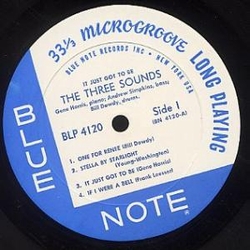 33⅓ MICROGROOVE LONG PLAYING
BLUE NOTE RECORDS INC • NEW YORK USA
IT JUST GOT TO BE
THE THREE SOUNDS
Gene Harris, piano; Andrew Simpkins, bass;
Bill Dowdy, drums.
BLP 4120
Side 1
(BN 4120-A)
1. ONE FOR RENEE (Bill Dowdy)
2. STELLA BY STARLIGHT
(Young-Washington)
3. IT JUST GOT TO BE (Gene Harris)
4. IF I WERE A BELL (Frank Loesser)
BLUE
NOTE